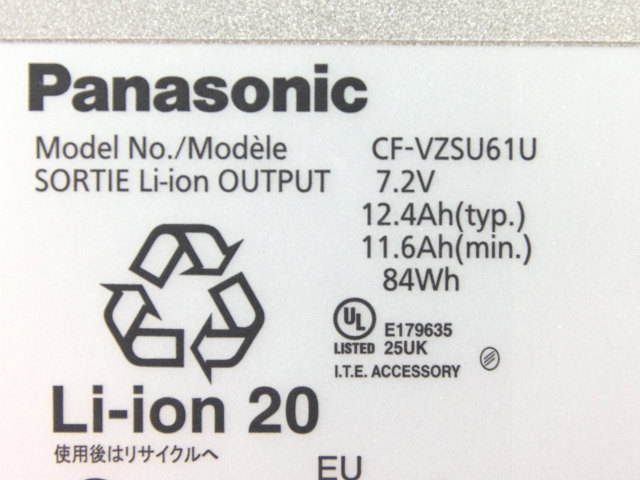 Panasonic
Model No./Modèle CF-VZSU61U
SORTIE Li-ion OUTPUT 7.2V
12.4Ah(typ.)
11.6Ah(min.)
84Wh
UL
LISTED
E179635
25UK
I.T.E. ACCESSORY
Li-ion 20
使用後はリサイクルへ
EU